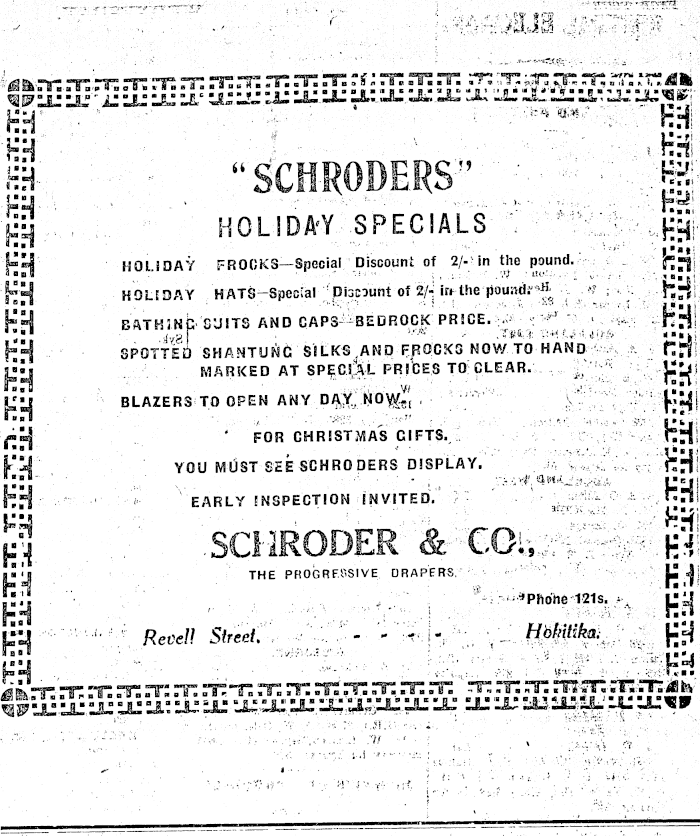 "SCHRODERS"
HOLIDAY SPECIALS
HOLIDAY FROCKS—Special Discount of 2/- in the pound.
HOLIDAY HATS—Special Discount of 2/- in the pound.
BATHING SUITS AND CAPS—BEDROCK PRICE.
SPOTTED SHANTUNG SILKS AND FROCKS NOW TO HAND
MARKED AT SPECIAL PRICES TO CLEAR.
BLAZERS TO OPEN ANY DAY NOW.
FOR CHRISTMAS GIFTS.
YOU MUST SEE SCHRODERS DISPLAY.
EARLY INSPECTION INVITED.
SCHRODER & CO.,
THE PROGRESSIVE DRAPERS.
'Phone 121s.
Revell Street. - - - - Hokitika.